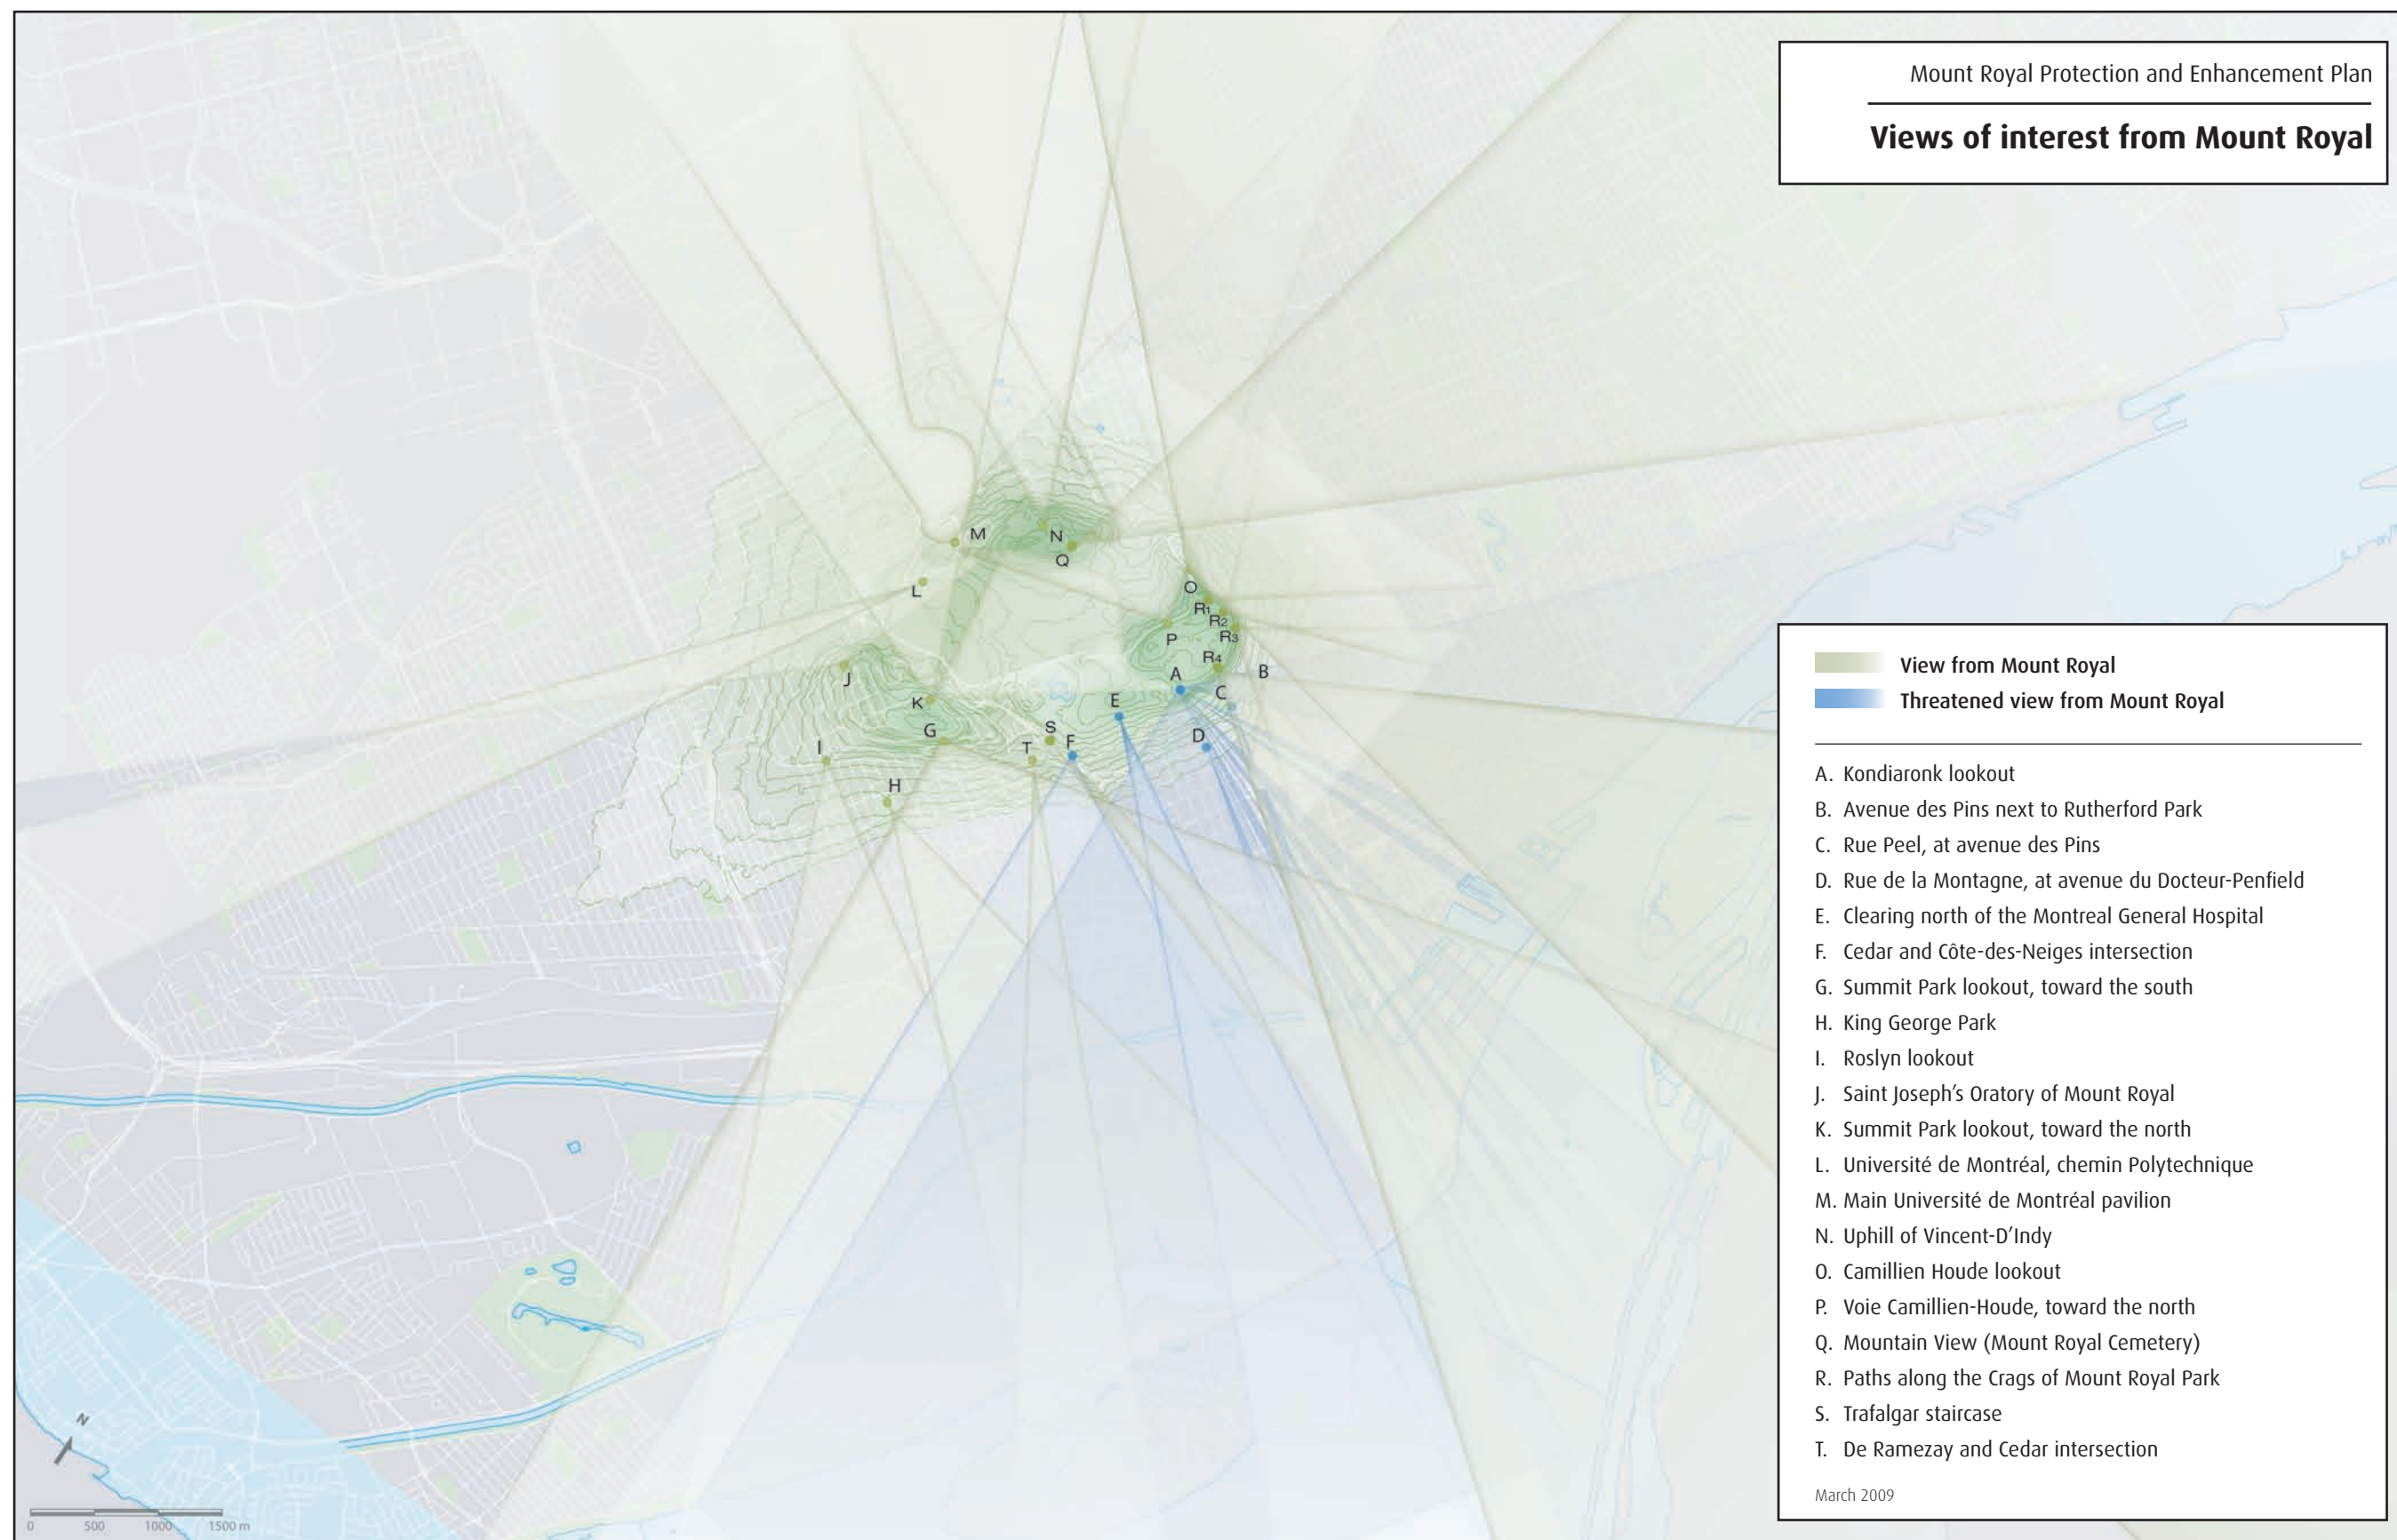 Mount Royal Protection and Enhancement Plan
Views of interest from Mount Royal
M
N
Q
L
O
R1
R2
R3
P
R4
J
A
B
K
C
E
G
S
D
I
T
F
H
View from Mount Royal
Threatened view from Mount Royal
A. Kondiaronk lookout
B. Avenue des Pins next to Rutherford Park
C. Rue Peel, at avenue des Pins
D. Rue de la Montagne, at avenue du Docteur-Penfield
E. Clearing north of the Montreal General Hospital
F. Cedar and Côte-des-Neiges intersection
G. Summit Park lookout, toward the south
H. King George Park
I. Roslyn lookout
J. Saint Joseph’s Oratory of Mount Royal
K. Summit Park lookout, toward the north
L. Université de Montréal, chemin Polytechnique
M. Main Université de Montréal pavilion
N. Uphill of Vincent-D’Indy
O. Camillien Houde lookout
P. Voie Camillien-Houde, toward the north
Q. Mountain View (Mount Royal Cemetery)
R. Paths along the Crags of Mount Royal Park
S. Trafalgar staircase
T. De Ramezay and Cedar intersection
March 2009
N
0 500 1000 1500 m